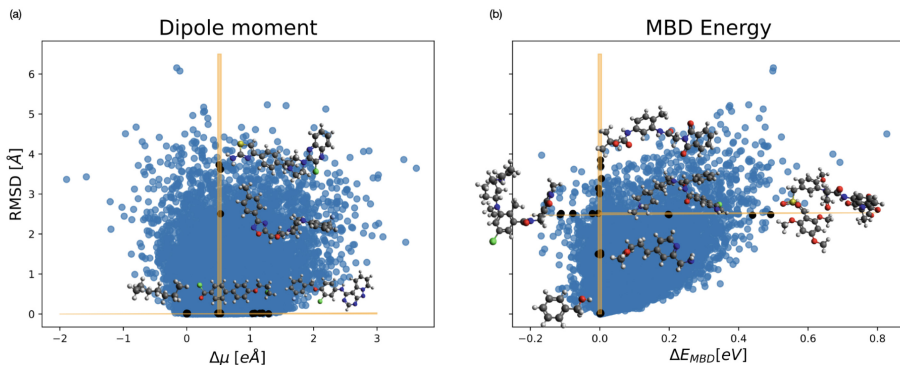 (a)
Dipole moment
RMSD [Å]
6
5
4
3
2
1
0
−2 −1 0 1 2 3
Δμ [eÅ]
(b)
MBD Energy
−0.2 0.0 0.2 0.4 0.6 0.8
ΔE_MBD[eV]